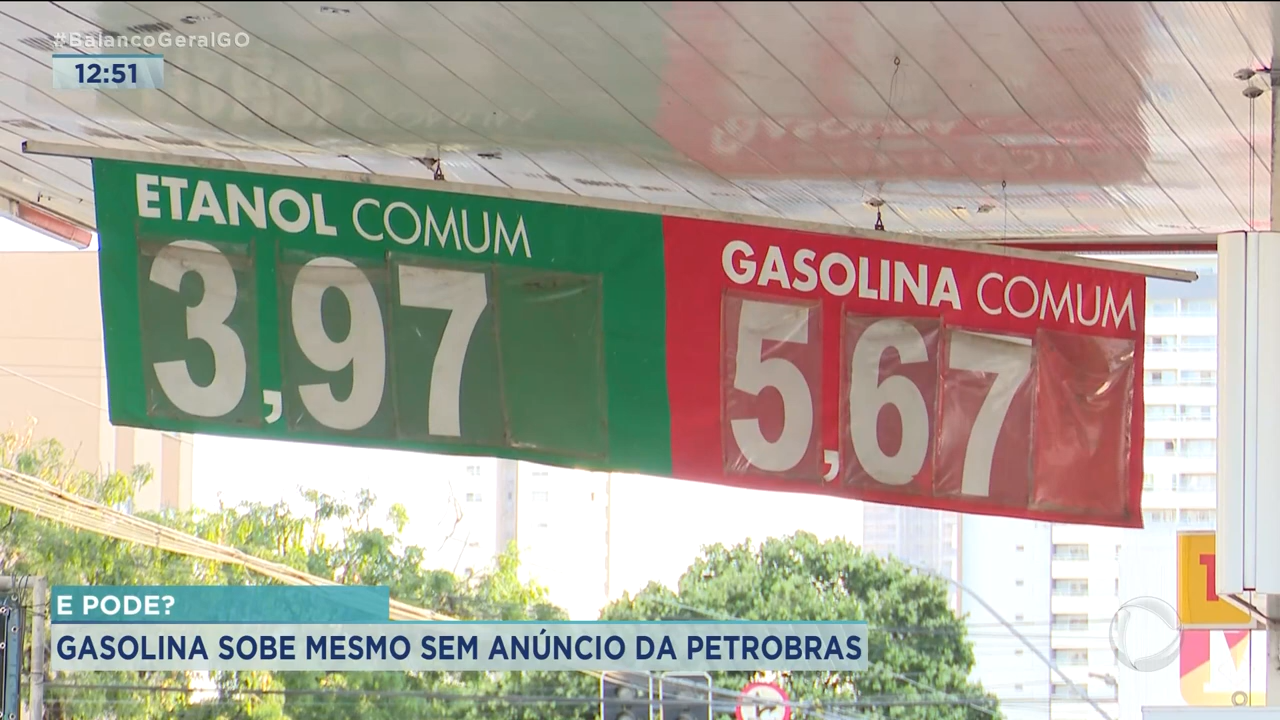 #BalancoGeralGO
12:51
ETANOL COMUM
3,97
GASOLINA COMUM
5,67
E PODE?
GASOLINA SOBE MESMO SEM ANÚNCIO DA PETROBRAS